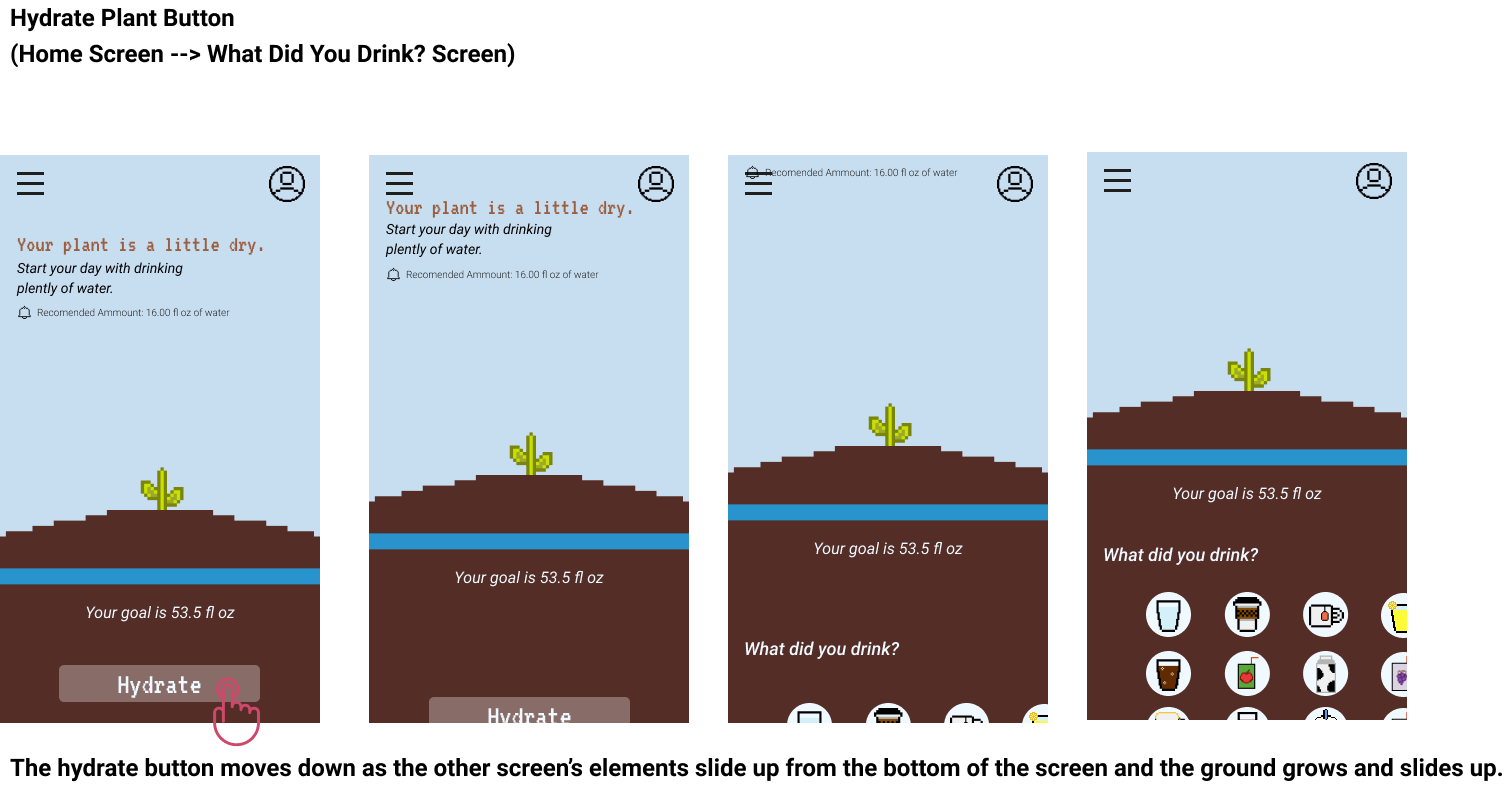 Hydrate Plant Button
(Home Screen --> What Did You Drink? Screen)
Your plant is a little dry.
Start your day with drinking
plently of water.
Recomended Ammount: 16.00 fl oz of water
Your goal is 53.5 fl oz
Hydrate
Your plant is a little dry.
Start your day with drinking
plently of water.
Recomended Ammount: 16.00 fl oz of water
Your goal is 53.5 fl oz
Hydrate
Recomended Ammount: 16.00 fl oz of water
Your goal is 53.5 fl oz
What did you drink?
Your goal is 53.5 fl oz
What did you drink?
The hydrate button moves down as the other screen's elements slide up from the bottom of the screen and the ground grows and slides up.